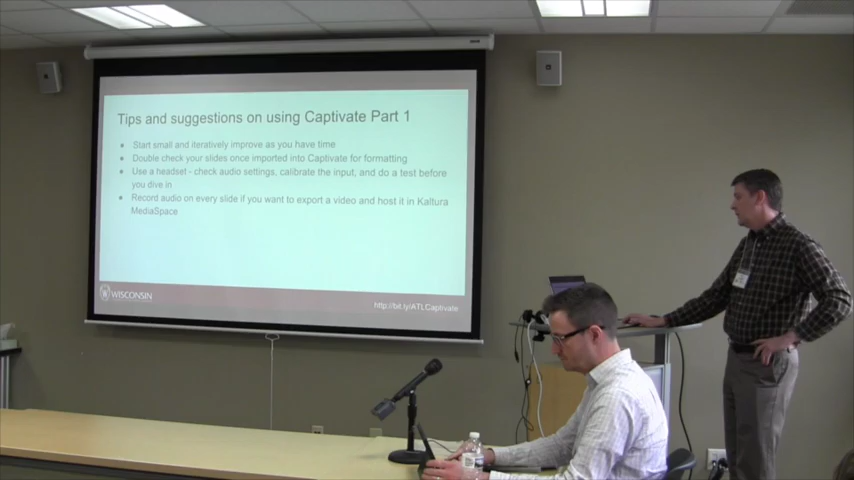 Tips and suggestions on using Captivate Part 1
● Start small and iteratively improve as you have time
● Double check your slides once imported into Captivate for formatting
● Use a headset - check audio settings, calibrate the input, and do a test before
you dive in
● Record audio on every slide if you want to export a video and host it in Kaltura
MediaSpace
WISCONSIN
http://bit.ly/ATLCaptivate